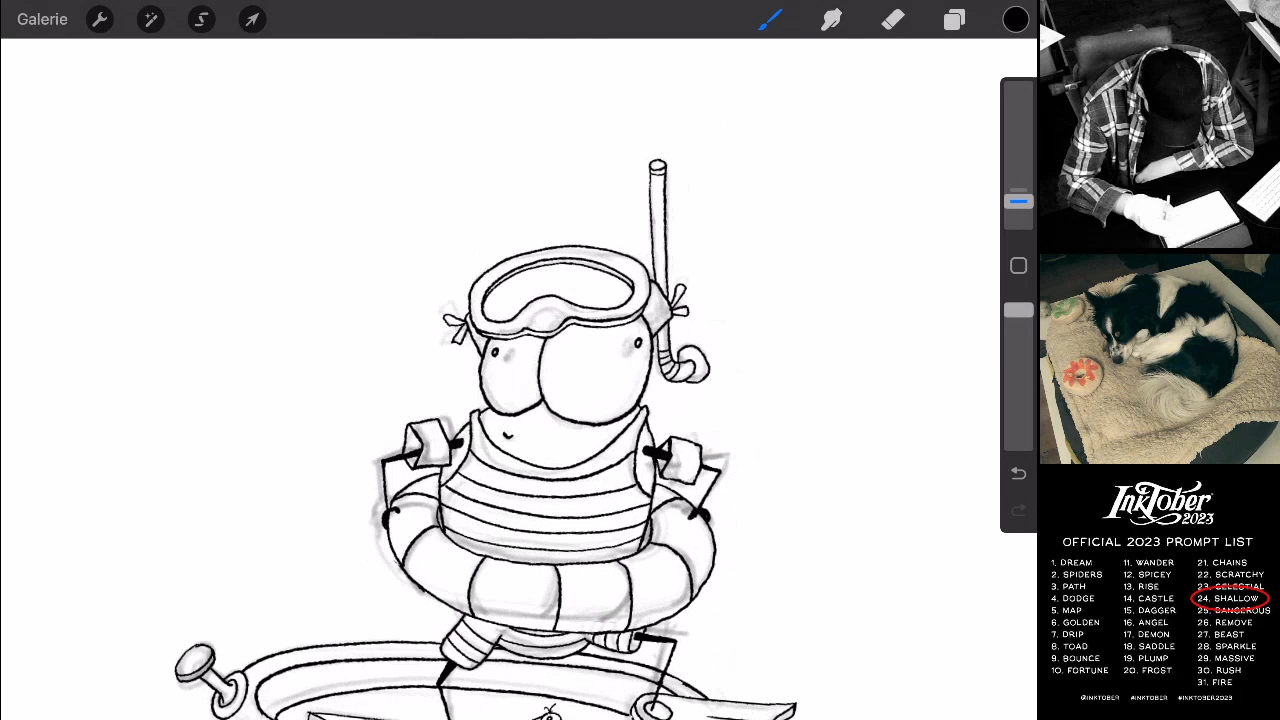 Galerie
INKTOBER
2023
OFFICIAL 2023 PROMPT LIST
1. DREAM
2. SPIDERS
3. PATH
4. DODGE
5. MAP
6. GOLDEN
7. DRIP
8. TOAD
9. BOUNCE
10. FORTUNE
11. WANDER
12. SPICEY
13. RISE
14. CASTLE
15. DAGGER
16. ANGEL
17. DEMON
18. SADDLE
19. PLUMP
20. FROST
21. CHAINS
22. SCRATCHY
23. CELESTIAL
24. SHALLOW
25. DANGEROUS
26. REMOVE
27. BEAST
28. SPARKLE
29. MASSIVE
30. RUSH
31. FIRE
@INKTOBER #INKTOBER #INKTOBER2023